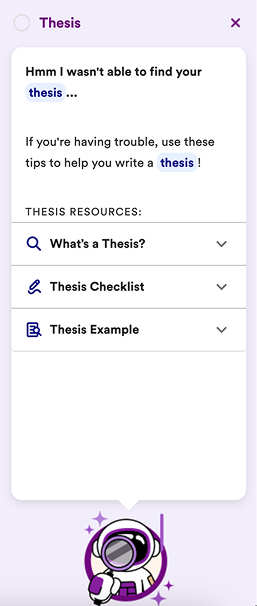 Thesis
Hmm I wasn't able to find your
thesis ...
If you're having trouble, use these
tips to help you write a thesis !
THESIS RESOURCES:
What's a Thesis?
Thesis Checklist
Thesis Example